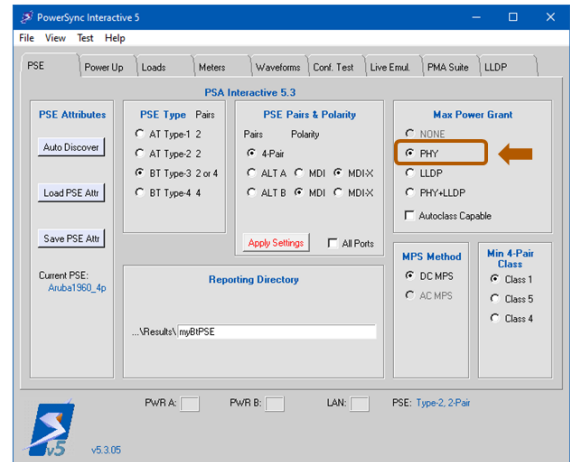 PowerSync Interactive 5
File View Test Help
PSE Power Up Loads Meters Waveforms Conf. Test Live Emul. PMA Suite LLDP
PSA Interactive 5.3
PSE Attributes
Auto Discover
Load PSE Attr
Save PSE Attr
Current PSE:
Aruba1960_4p
PSE Type Pairs
AT Type-1 2
AT Type-2 2
BT Type-3 2 or 4
BT Type-4 4
PSE Pairs & Polarity
Pairs Polarity
4-Pair
ALT A MDI MDI-X
ALT B MDI MDI-X
Apply Settings All Ports
Max Power Grant
NONE
PHY
LLDP
PHY+LLDP
Autoclass Capable
Reporting Directory
...\Results\ myBtPSE
MPS Method
DC MPS
AC MPS
Min 4-Pair
Class
Class 1
Class 5
Class 4
PWR A: PWR B: LAN: PSE: Type-2, 2-Pair
v5 v5.3.05